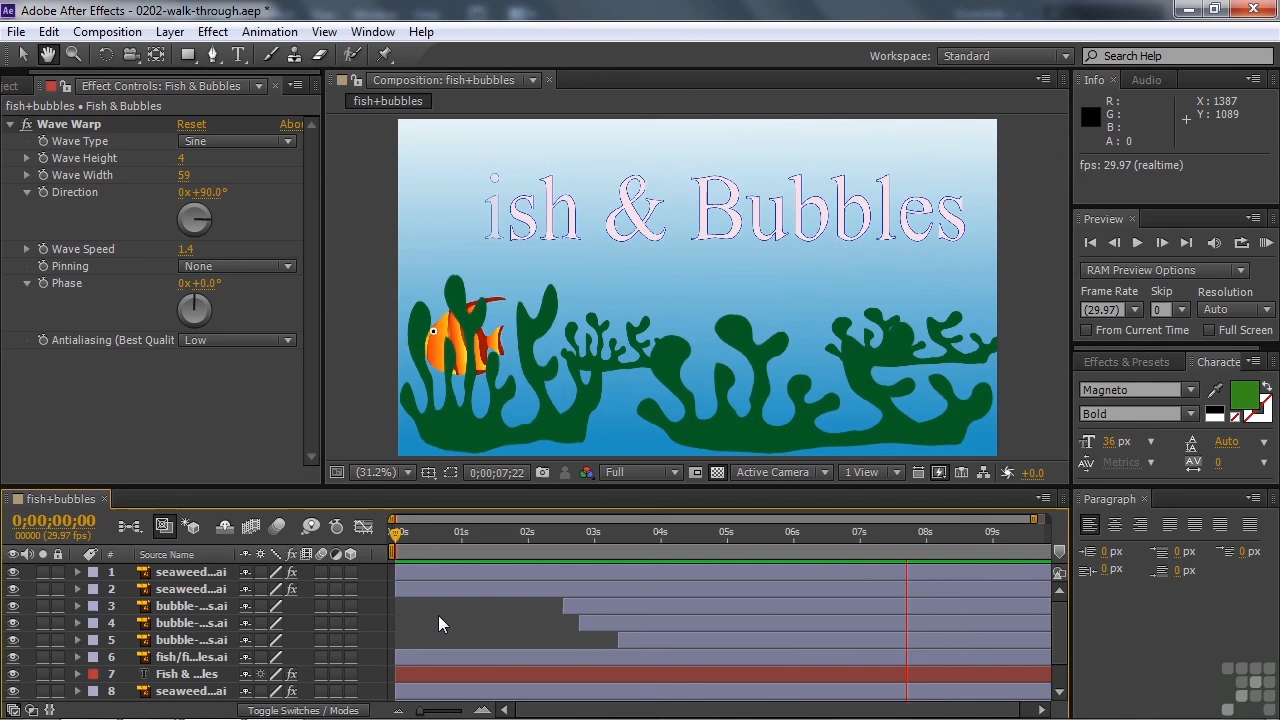 Ae Adobe After Effects - 0202-walk-through.aep *
File Edit Composition Layer Effect Animation View Window Help
Workspace: Standard Search Help
ject Effect Controls: Fish & Bubbles
fish+bubbles • Fish & Bubbles
fx Wave Warp Reset Abou
Wave Type Sine
Wave Height 4
Wave Width 59
Direction 0x+90.0°
Wave Speed 1.4
Pinning None
Phase 0x+0.0°
Antialiasing (Best Qualit Low
Composition: fish+bubbles
fish+bubbles
ish & Bubbles
(31.2%) 0;00;07;22 Full Active Camera 1 View +0.0
Info Audio
R: X: 1387
G: Y: 1089
B:
A: 0
fps: 29.97 (realtime)
Preview
RAM Preview Options
Frame Rate Skip Resolution
(29.97) 0 Auto
From Current Time Full Screen
Effects & Presets Characte
Magneto
Bold
36 px Auto
Metrics 0
Paragraph
0 px 0 px 0 px
0 px 0 px
fish+bubbles
0;00;00;00
00000 (29.97 fps)
:00s 01s 02s 03s 04s 05s 06s 07s 08s 09s
# Source Name fx
1 seaweed...ai fx
2 seaweed...ai fx
3 bubble-...s.ai
4 bubble-...s.ai
5 bubble-...s.ai
6 fish/fi...les.ai
7 T Fish & ...les fx
8 seaweed...ai fx
Toggle Switches / Modes